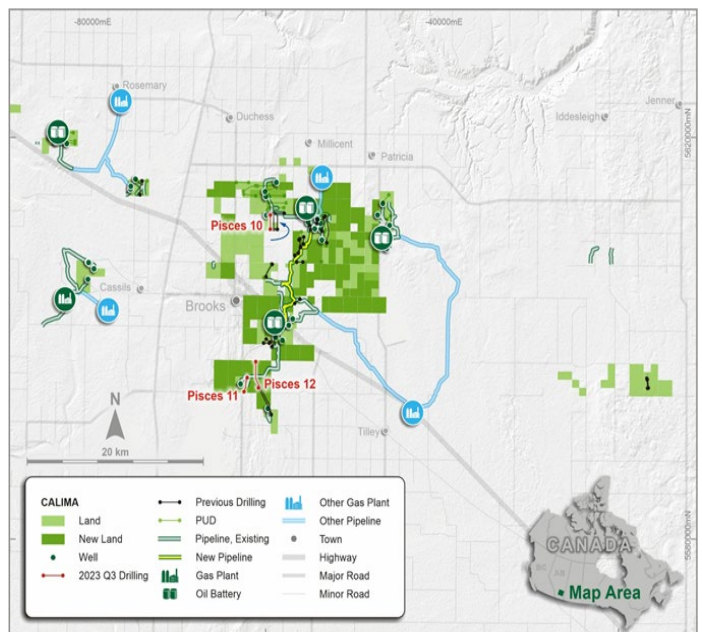 -80000mE
-40000mE
Rosemary
Duchess
Iddesleigh
Jenner
5620000mN
Millicent
Patricia
Pisces 10
Cassils
Brooks
Pisces 12
Pisces 11
N
20 km
Tilley
5580000mN
CALIMA
Land
New Land
Well
2023 Q3 Drilling
Previous Drilling
PUD
Pipeline, Existing
New Pipeline
Gas Plant
Oil Battery
Other Gas Plant
Other Pipeline
Town
Highway
Major Road
Minor Road
CANADA
BC
AB
Map Area